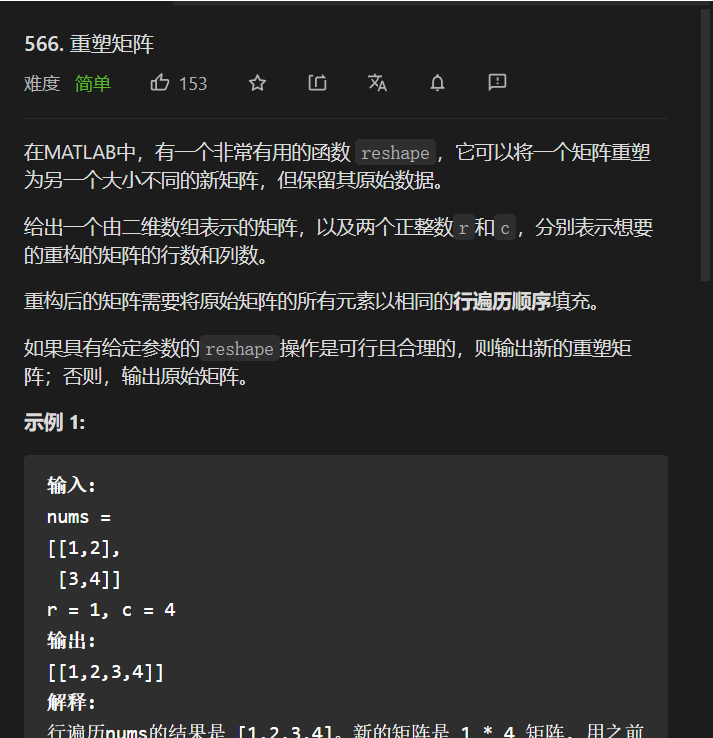 566. 重塑矩阵
难度 简单 153
在MATLAB中，有一个非常有用的函数 reshape ，它可以将一个矩阵重塑
为另一个大小不同的新矩阵，但保留其原始数据。
给出一个由二维数组表示的矩阵，以及两个正整数 r 和 c ，分别表示想要
的重构的矩阵的行数和列数。
重构后的矩阵需要将原始矩阵的所有元素以相同的行遍历顺序填充。
如果具有给定参数的 reshape 操作是可行且合理的，则输出新的重塑矩
阵；否则，输出原始矩阵。
示例 1:
输入:
nums =
[[1,2],
 [3,4]]
r = 1, c = 4
输出:
[[1,2,3,4]]
解释:
行遍历nums的结果是 [1,2,3,4]。新的矩阵是 1 * 4 矩阵, 用之前